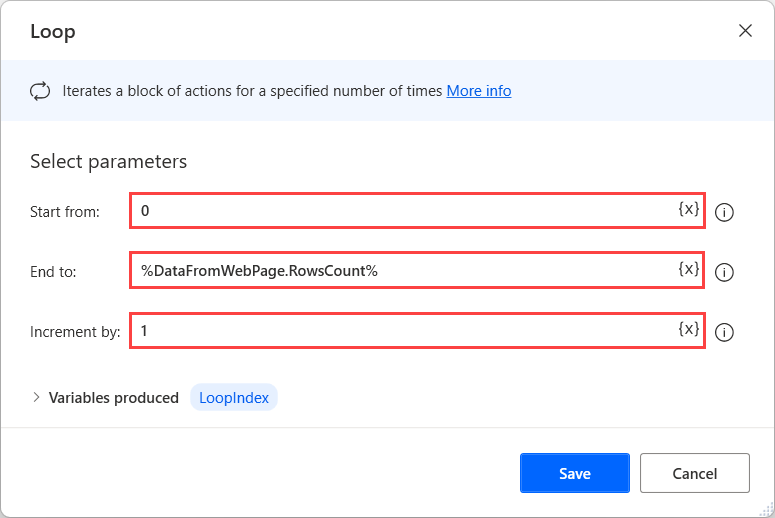 Loop
Iterates a block of actions for a specified number of times More info
Select parameters
Start from: 0 {x}
End to: %DataFromWebPage.RowsCount% {x}
Increment by: 1 {x}
Variables produced LoopIndex
Save Cancel